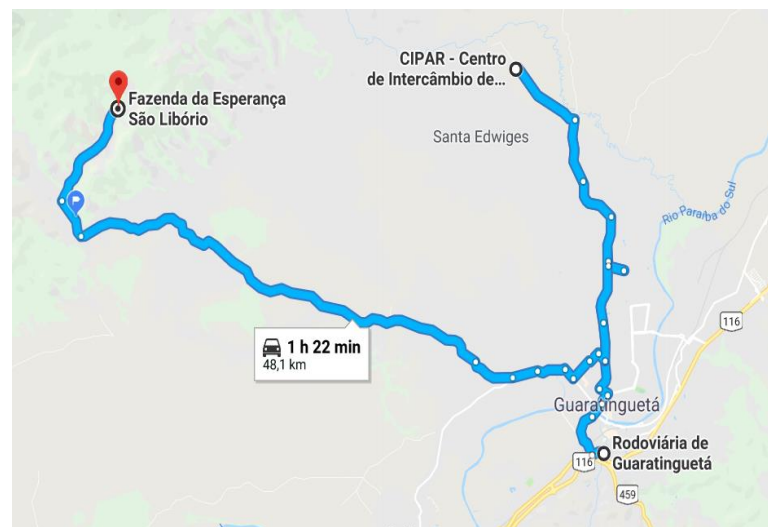 CIPAR - Centro
de Intercâmbio de...
Fazenda da Esperança
São Libório
Santa Edwiges
Rio Paraíba do Sul
116
1 h 22 min
48,1 km
Guaratinguetá
Rodoviária de
Guaratinguetá
116
459